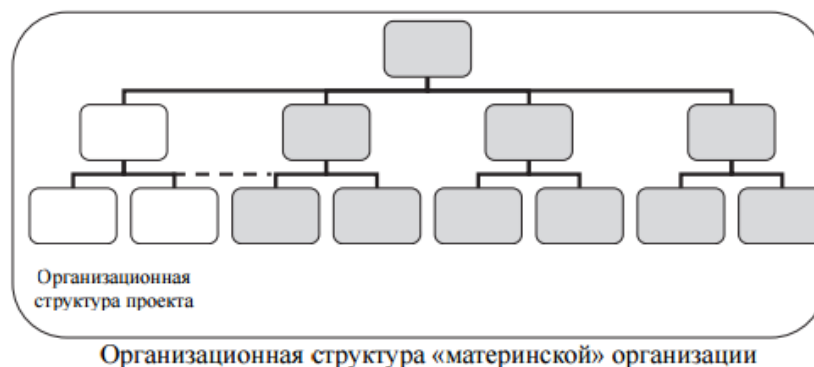 Организационная
структура проекта
Организационная структура «материнской» организации